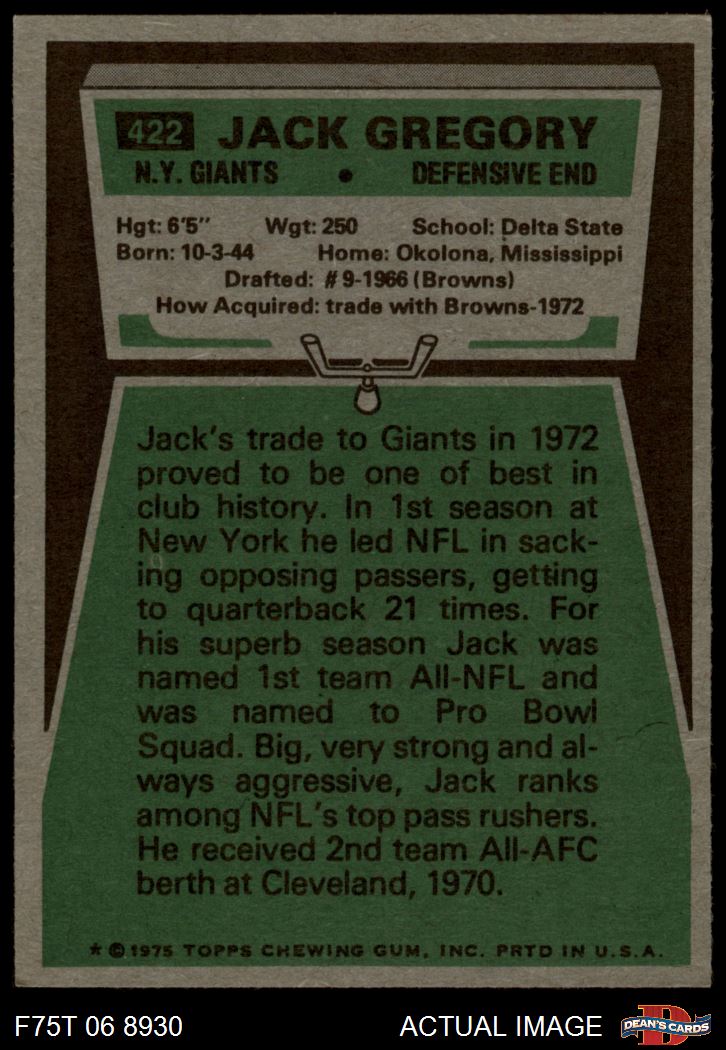 422 JACK GREGORY
N.Y. GIANTS • DEFENSIVE END
Hgt: 6'5" Wgt: 250 School: Delta State
Born: 10-3-44 Home: Okolona, Mississippi
Drafted: #9-1966 (Browns)
How Acquired: trade with Browns-1972
Jack's trade to Giants in 1972
proved to be one of best in
club history. In 1st season at
New York he led NFL in sack-
ing opposing passers, getting
to quarterback 21 times. For
his superb season Jack was
named 1st team All-NFL and
was named to Pro Bowl
Squad. Big, very strong and al-
ways aggressive, Jack ranks
among NFL's top pass rushers.
He received 2nd team All-AFC
berth at Cleveland, 1970.
* © 1975 TOPPS CHEWING GUM, INC. PRTD IN U.S.A.
F75T 06 8930 ACTUAL IMAGE
D
DEAN'S CARDS